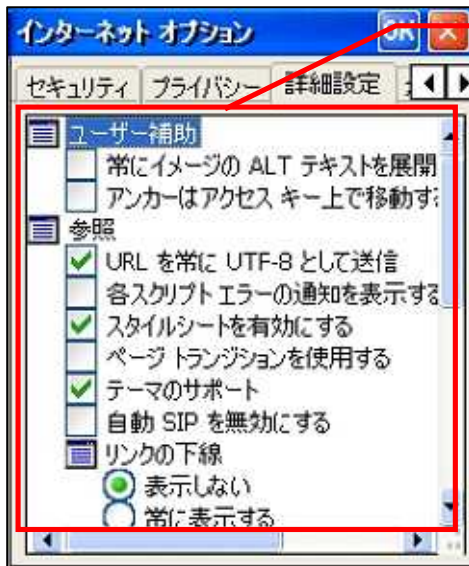 インターネット オプション OK
セキュリティ プライバシー 詳細設定
ユーザー補助
常にイメージの ALT テキストを展開
アンカーはアクセス キー上で移動す
参照
URL を常に UTF-8 として送信
各スクリプト エラーの通知を表示する
スタイルシートを有効にする
ページ トランジションを使用する
テーマのサポート
自動 SIP を無効にする
リンクの下線
表示しない
常に表示する